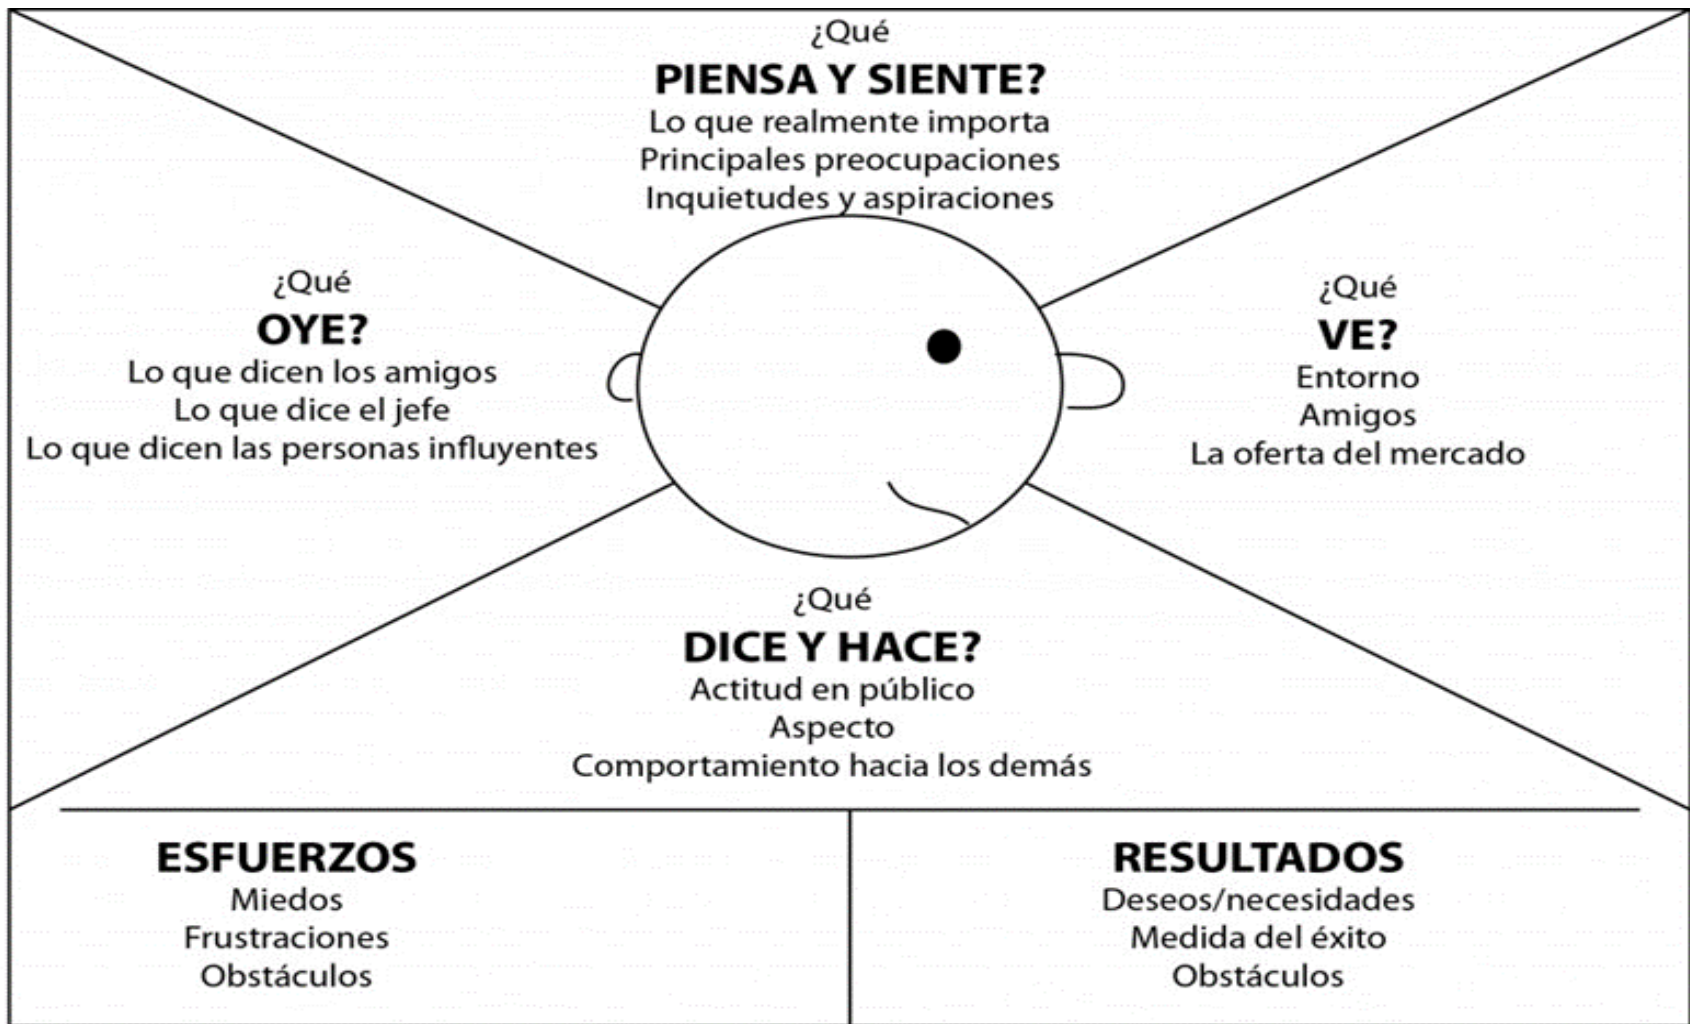 ¿Qué
PIENSA Y SIENTE?
Lo que realmente importa
Principales preocupaciones
Inquietudes y aspiraciones
¿Qué
OYE?
Lo que dicen los amigos
Lo que dice el jefe
Lo que dicen las personas influyentes
¿Qué
VE?
Entorno
Amigos
La oferta del mercado
¿Qué
DICE Y HACE?
Actitud en público
Aspecto
Comportamiento hacia los demás
ESFUERZOS
Miedos
Frustraciones
Obstáculos
RESULTADOS
Deseos/necesidades
Medida del éxito
Obstáculos